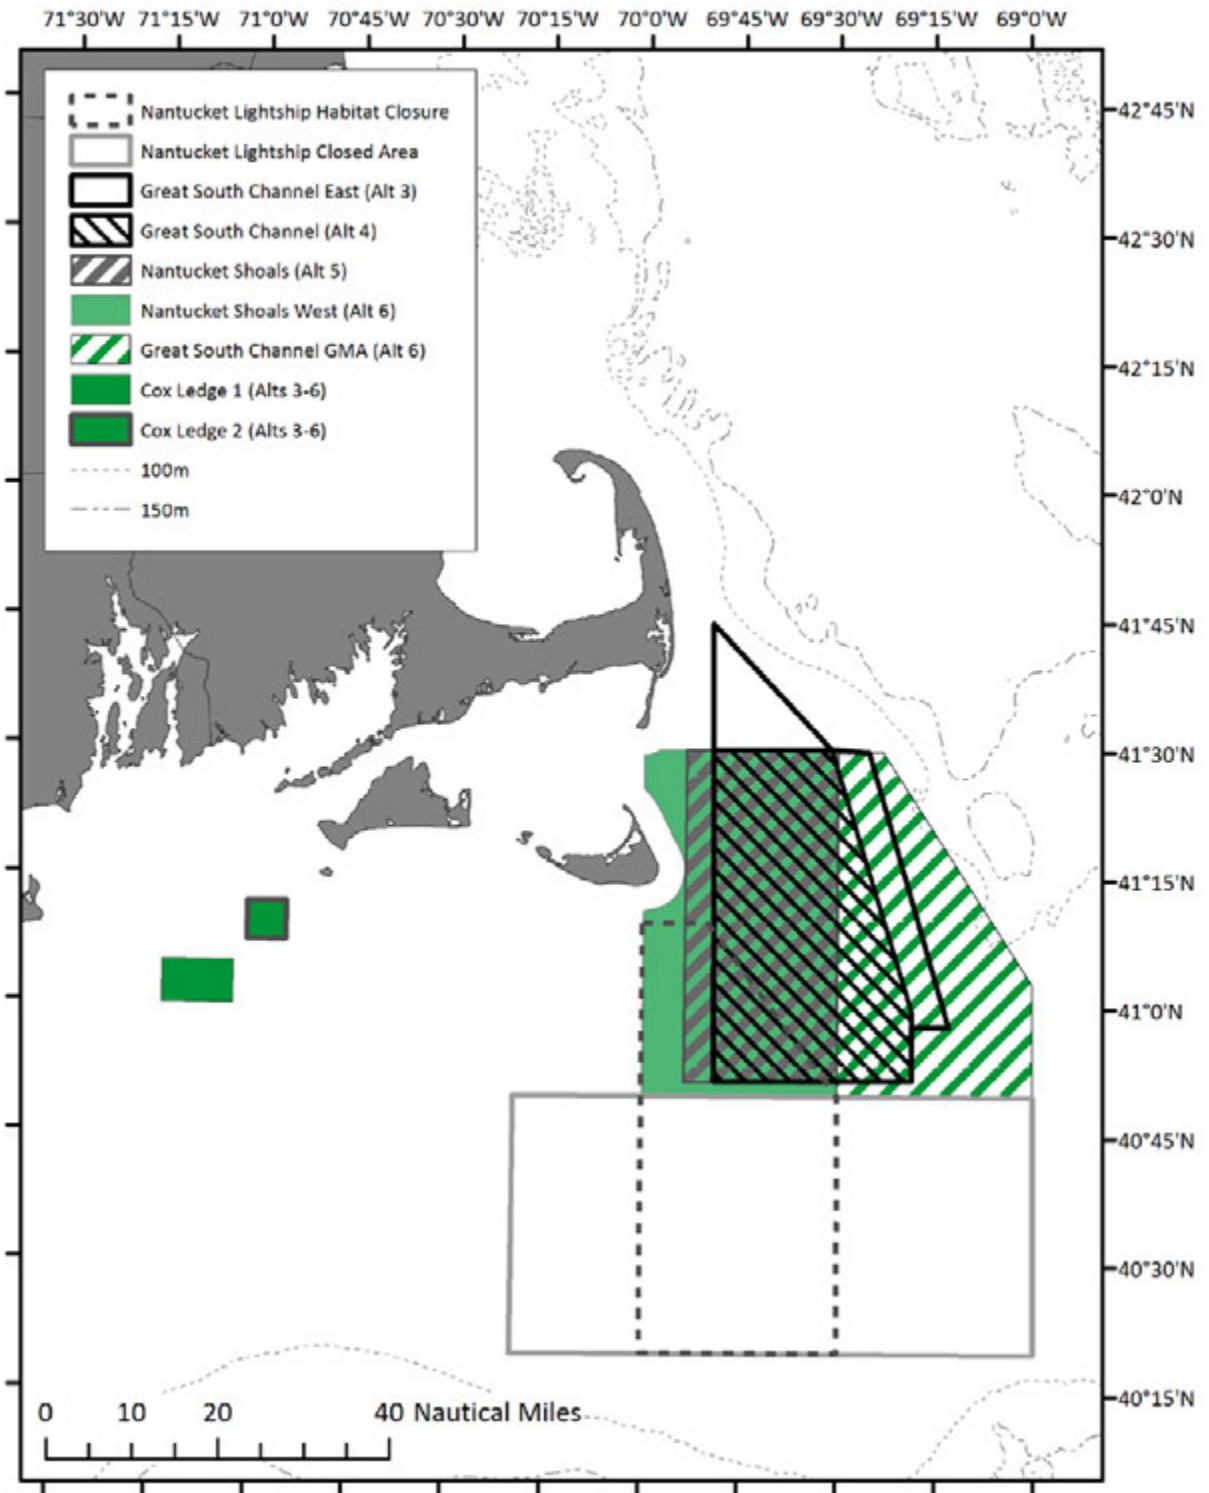 71°30'W 71°15'W 71°0'W 70°45'W 70°30'W 70°15'W 70°0'W 69°45'W 69°30'W 69°15'W 69°0'W
Nantucket Lightship Habitat Closure
Nantucket Lightship Closed Area
Great South Channel East (Alt 3)
Great South Channel (Alt 4)
Nantucket Shoals (Alt 5)
Nantucket Shoals West (Alt 6)
Great South Channel GMA (Alt 6)
Cox Ledge 1 (Alts 3-6)
Cox Ledge 2 (Alts 3-6)
100m
150m
42°45'N
42°30'N
42°15'N
42°0'N
41°45'N
41°30'N
41°15'N
41°0'N
40°45'N
40°30'N
40°15'N
0 10 20 40 Nautical Miles